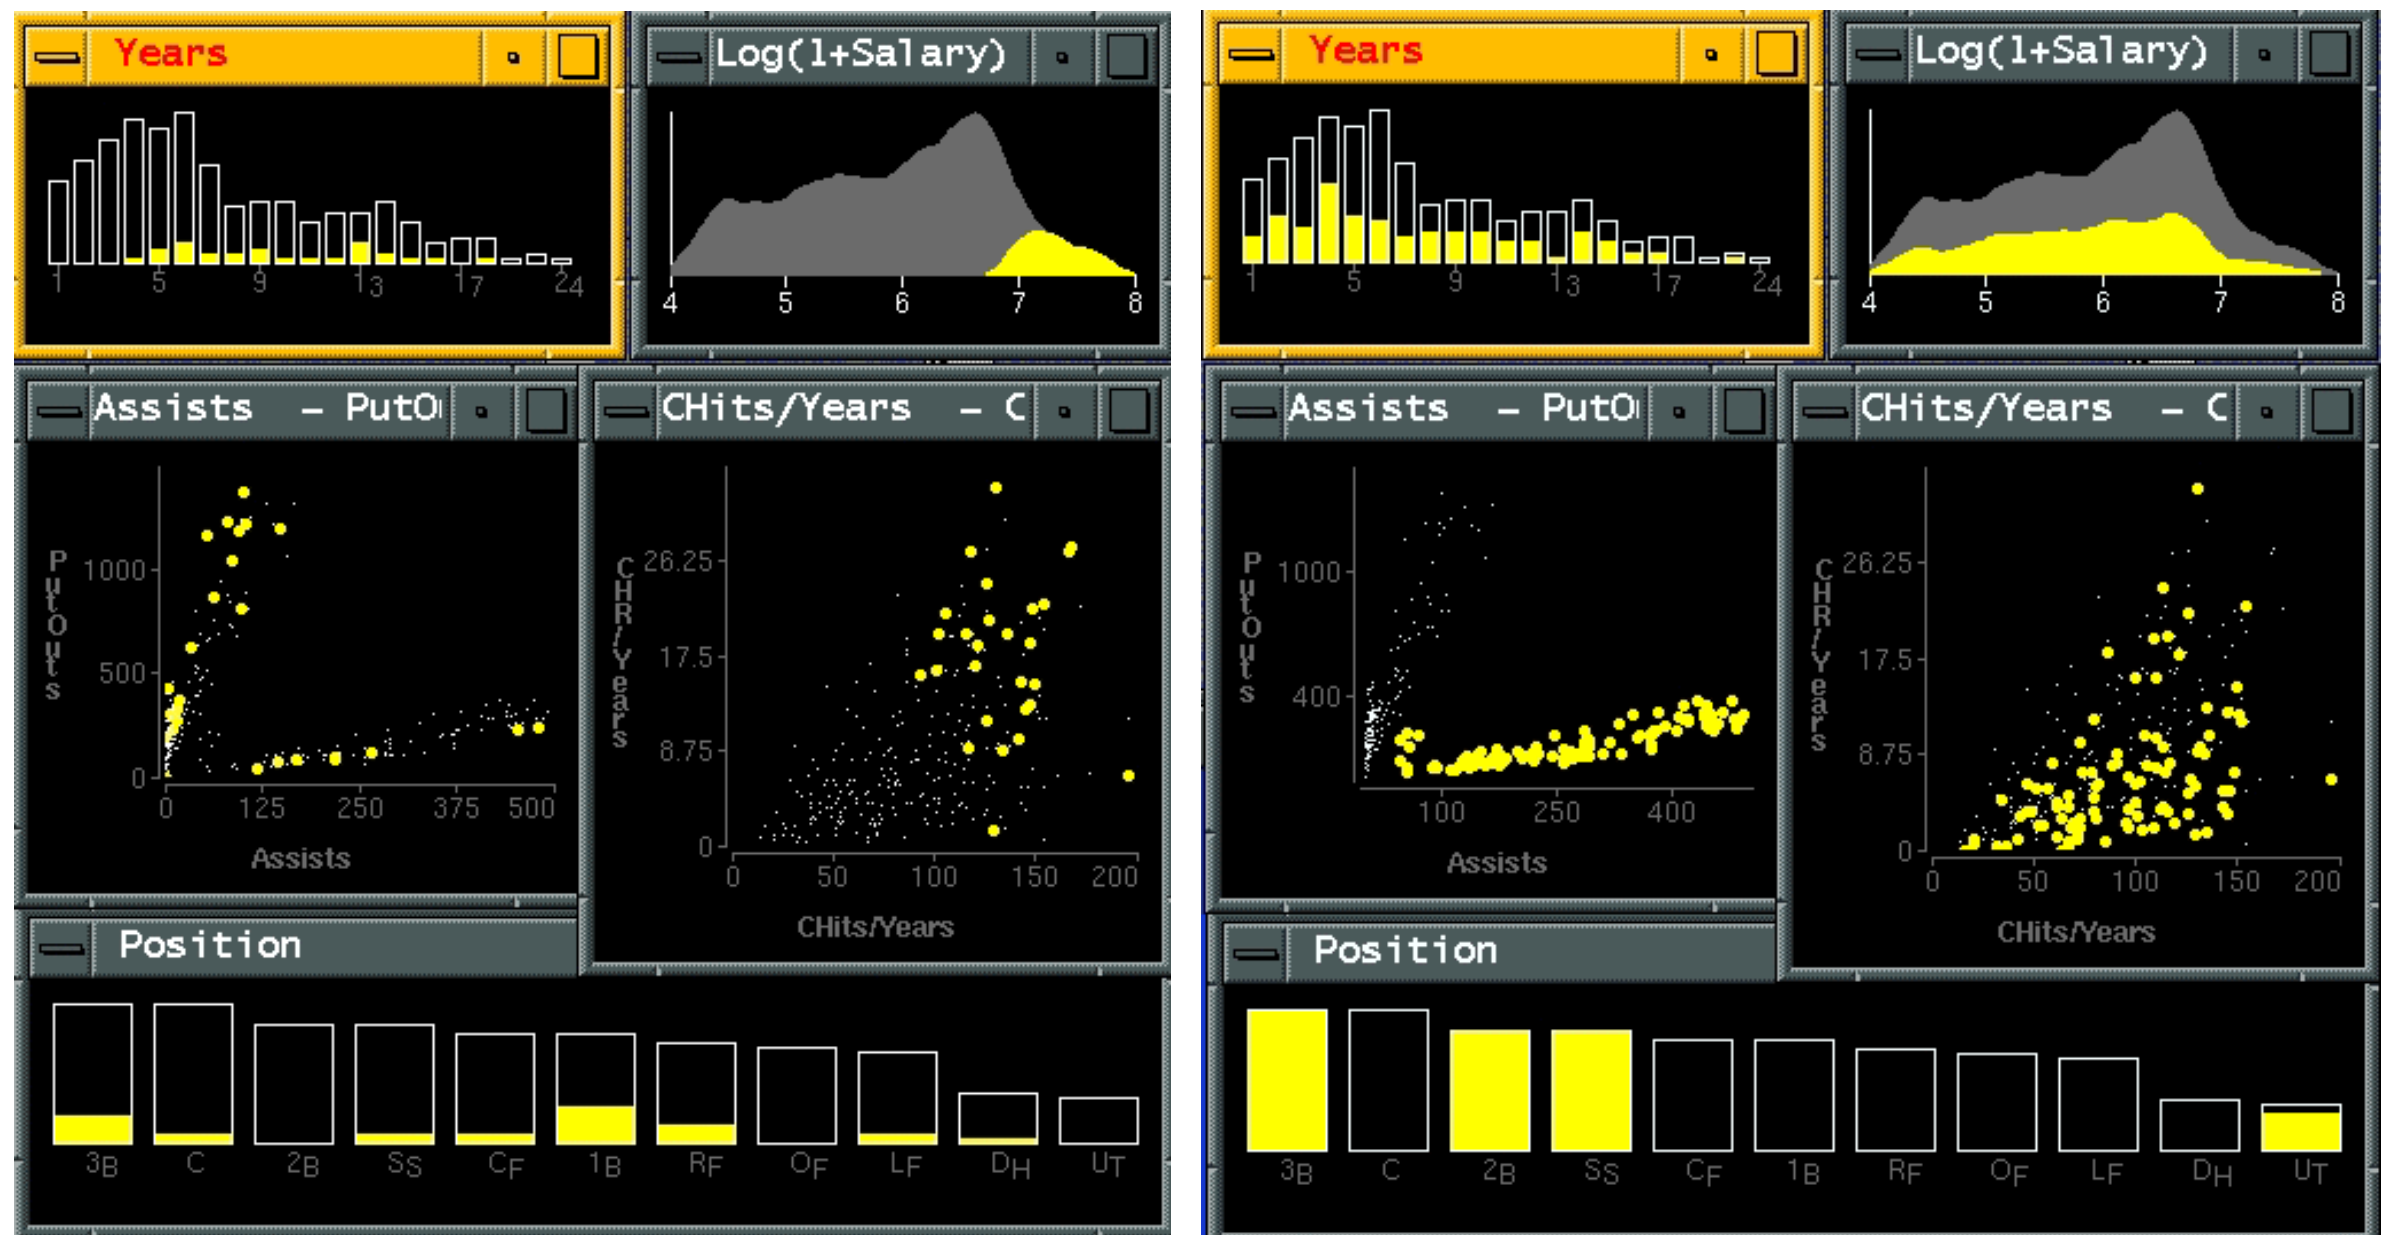 Years
1 5 9 13 17 24
Log(1+Salary)
4 5 6 7 8
Assists – PutO
PutOuts
1000
500
0
0 125 250 375 500
Assists
CHits/Years – C
CHR/Years
26.25
17.5
8.75
0
0 50 100 150 200
CHits/Years
Position
3B C 2B SS CF 1B RF OF LF DH UT
Years
1 5 9 13 17 24
Log(1+Salary)
4 5 6 7 8
Assists – PutO
PutOuts
1000
400
100 250 400
Assists
CHits/Years – C
CHR/Years
26.25
17.5
8.75
0
0 50 100 150 200
CHits/Years
Position
3B C 2B SS CF 1B RF OF LF DH UT